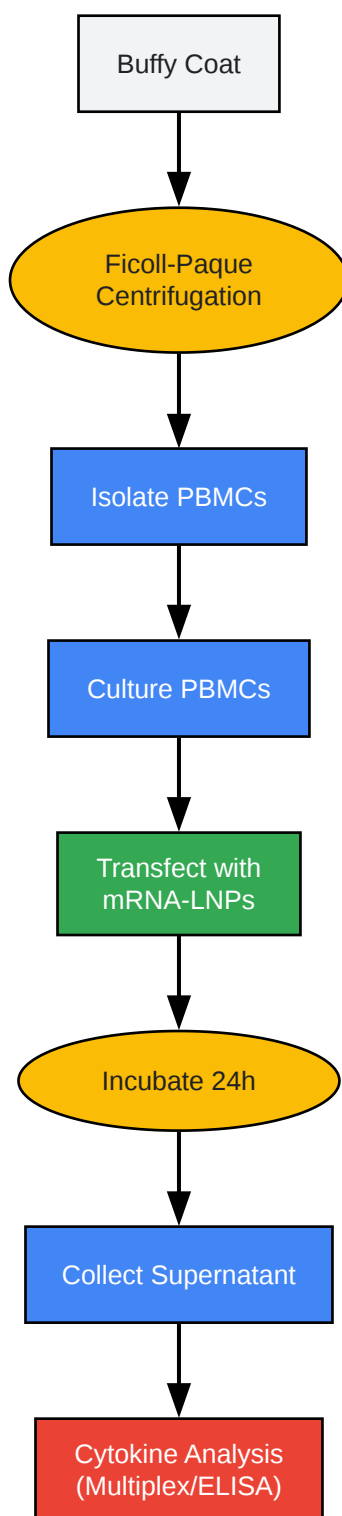 Buffy Coat
Ficoll-Paque
Centrifugation
Isolate PBMCs
Culture PBMCs
Transfect with
mRNA-LNPs
Incubate 24h
Collect Supernatant
Cytokine Analysis
(Multiplex/ELISA)